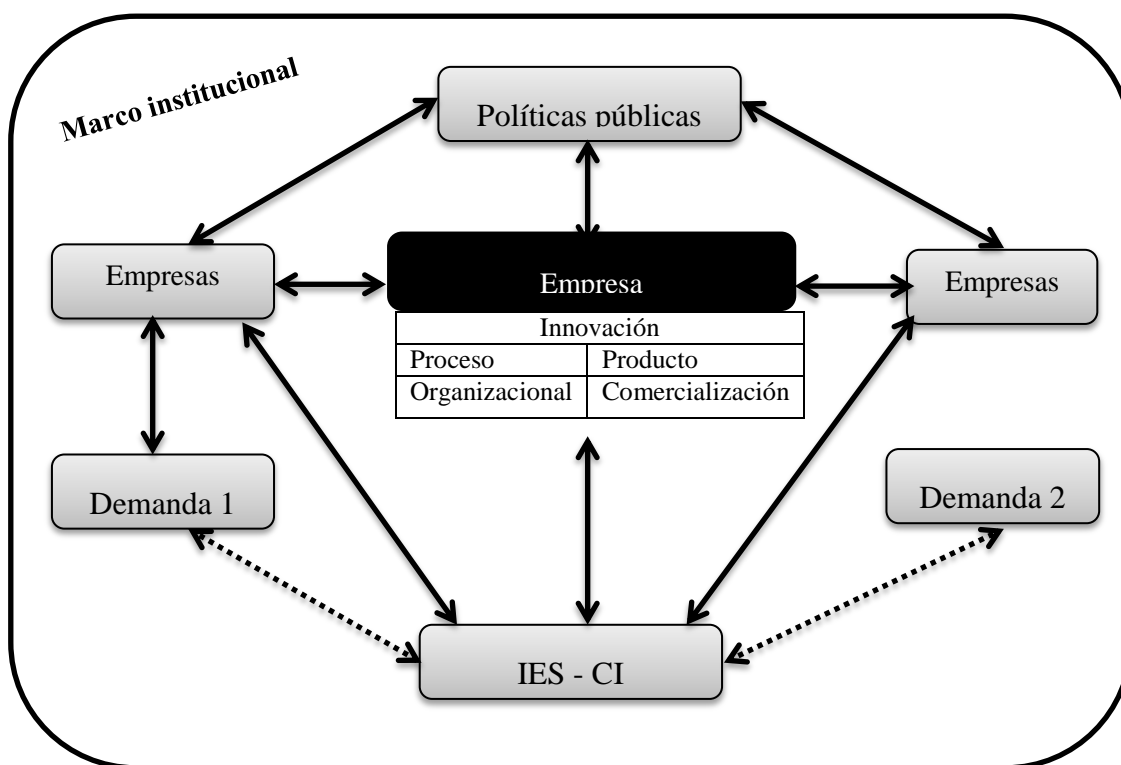 Marco institucional
Políticas públicas
Empresas
Empresa
Empresas
Innovación
Proceso
Producto
Organizacional
Comercialización
Demanda 1
Demanda 2
IES - CI